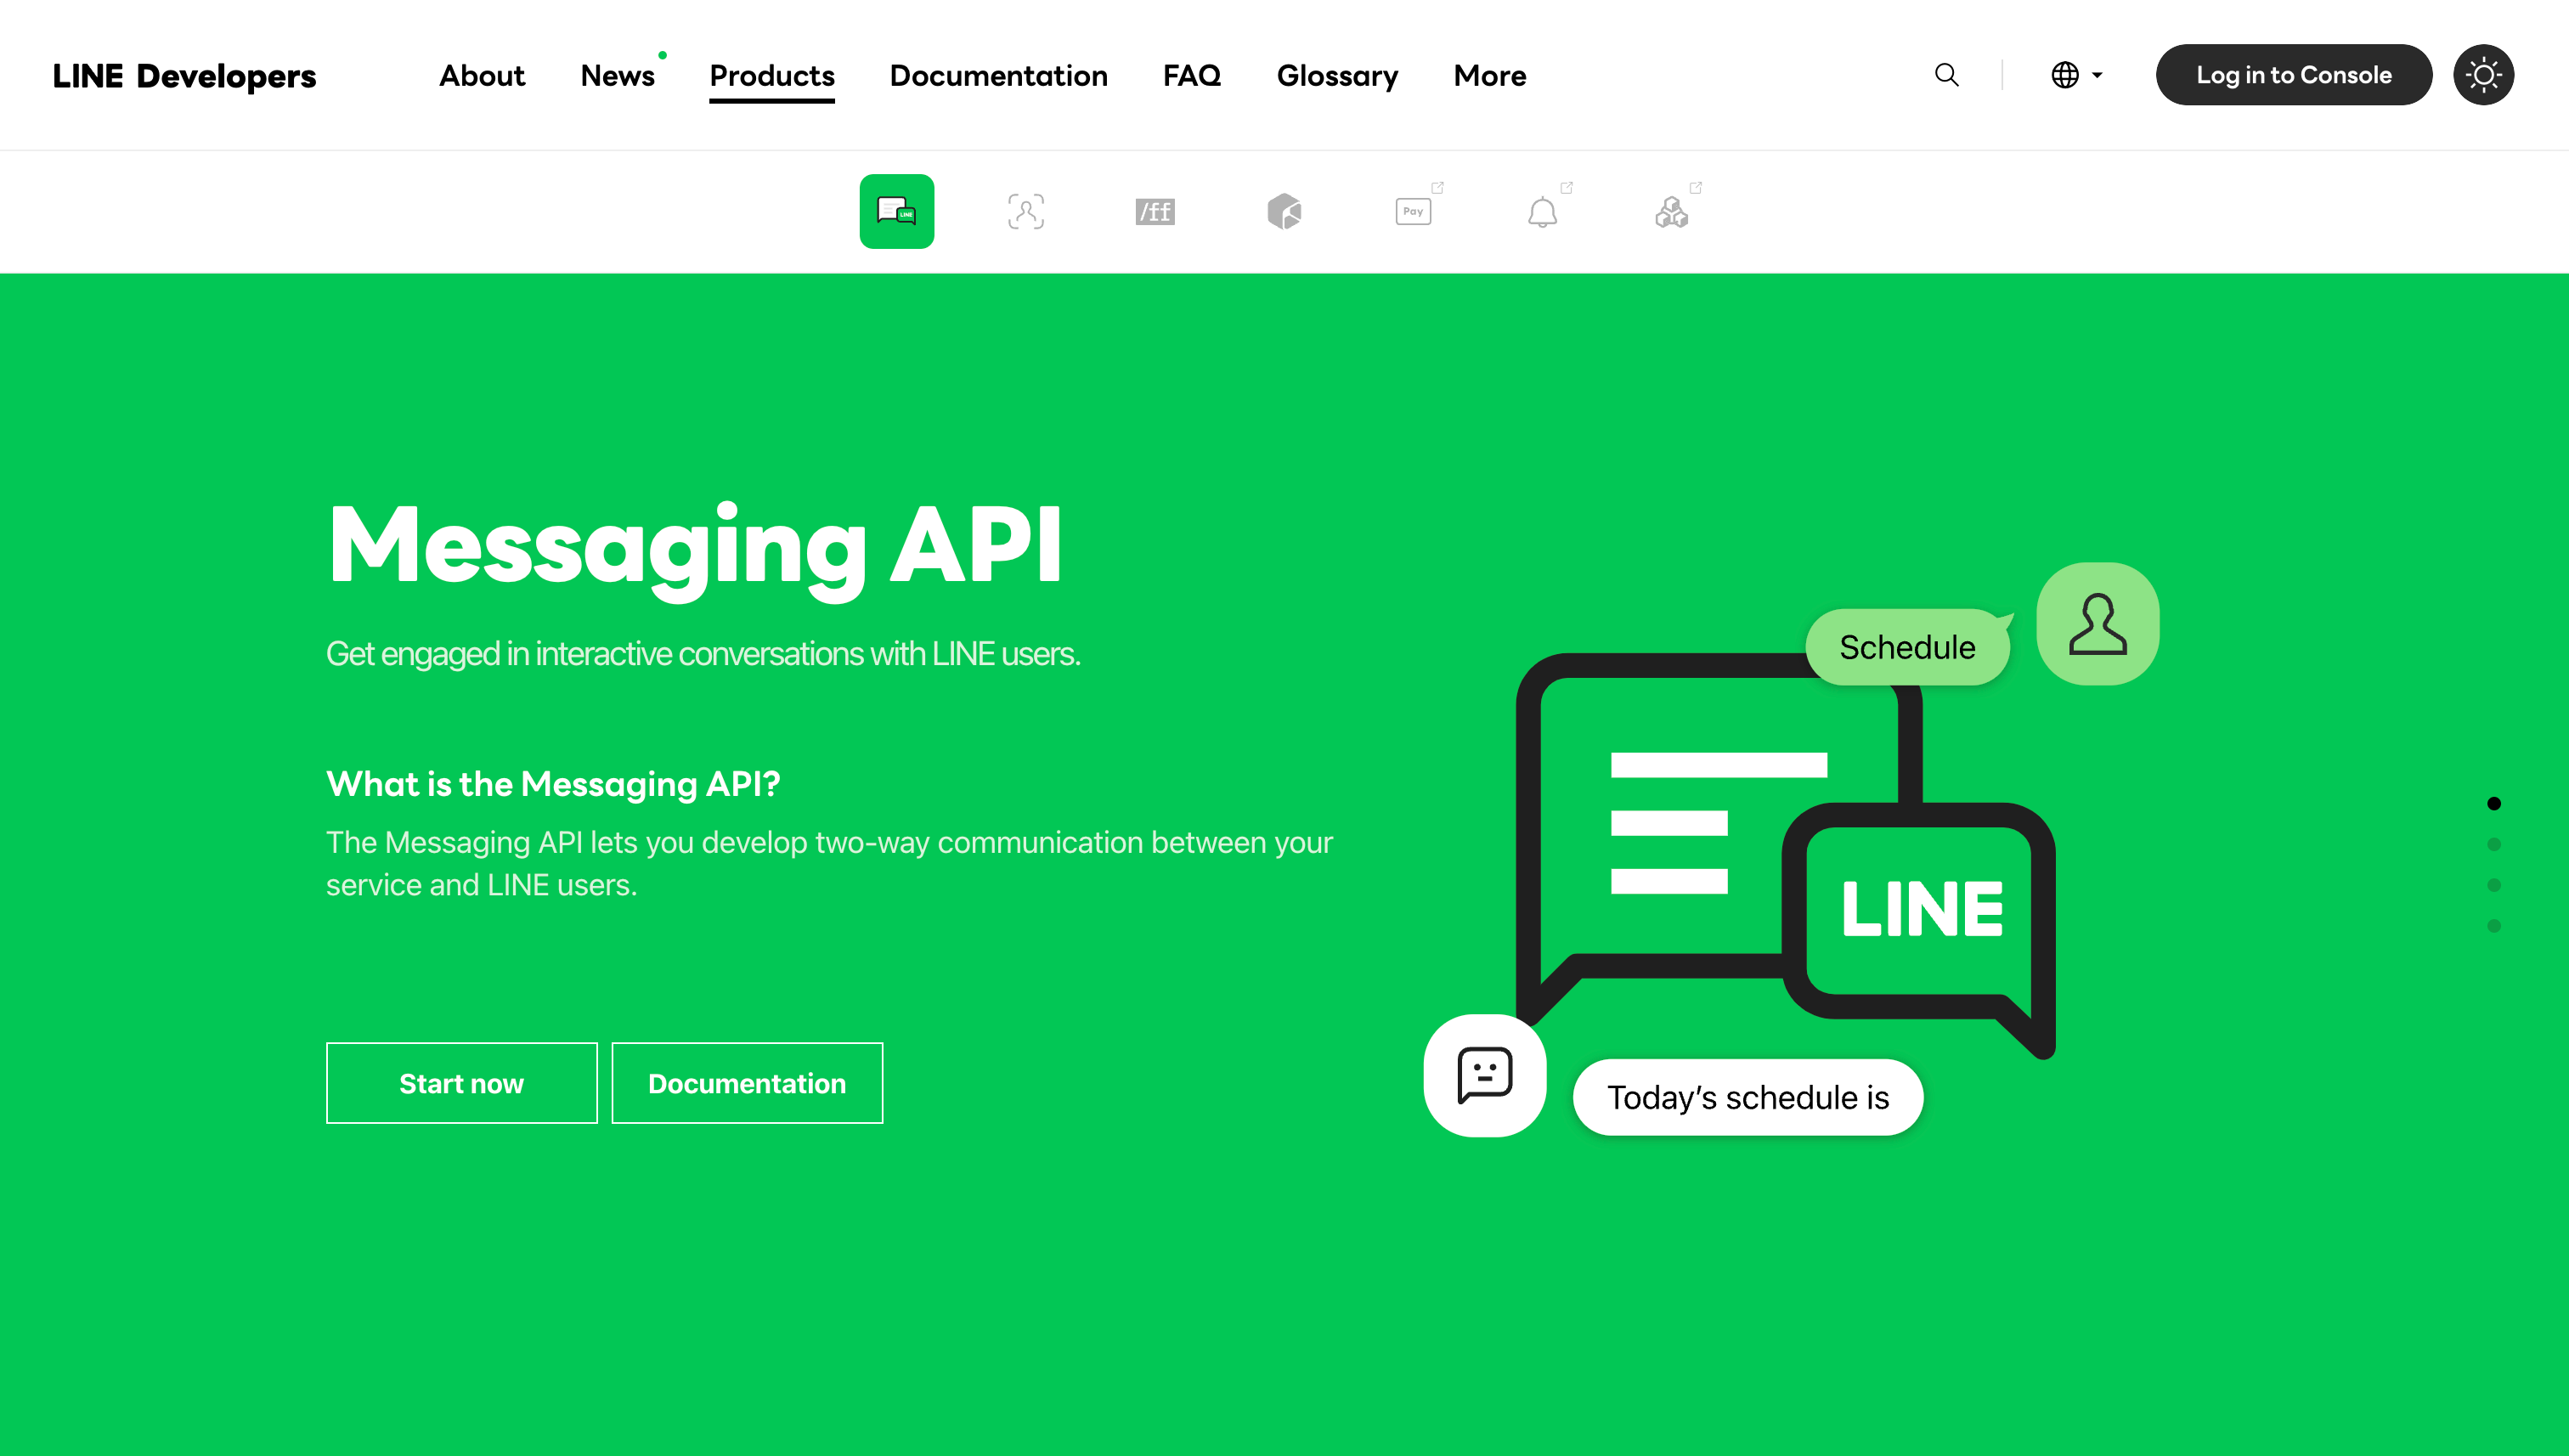 LINE Developers
About
News
Products
Documentation
FAQ
Glossary
More
Log in to Console
LINE
/ff
Pay
Messaging API
Get engaged in interactive conversations with LINE users.
What is the Messaging API?
The Messaging API lets you develop two-way communication between your
service and LINE users.
Start now
Documentation
Schedule
LINE
Today’s schedule is